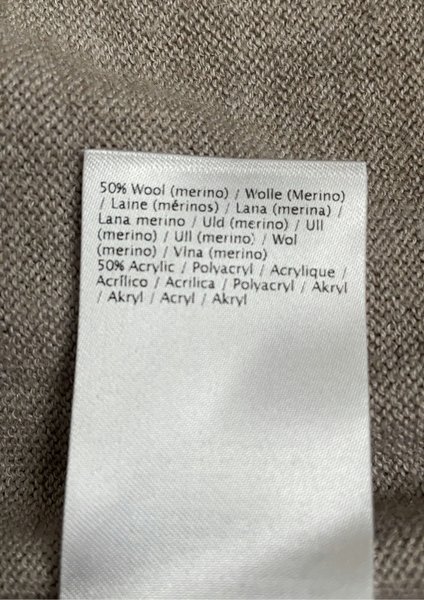 50% Wool (merino) / Wolle (Merino)
/ Laine (mérinos) / Lana (merina) /
Lana merino / Uld (merino) / Ull
(merino) / Ull (merino) / Wol
(merino) / Vlna (merino)
50% Acrylic / Polyacryl / Acrylique /
Acrílico / Acrilica / Polyacryl / Akryl
/ Akryl / Acryl / Akryl